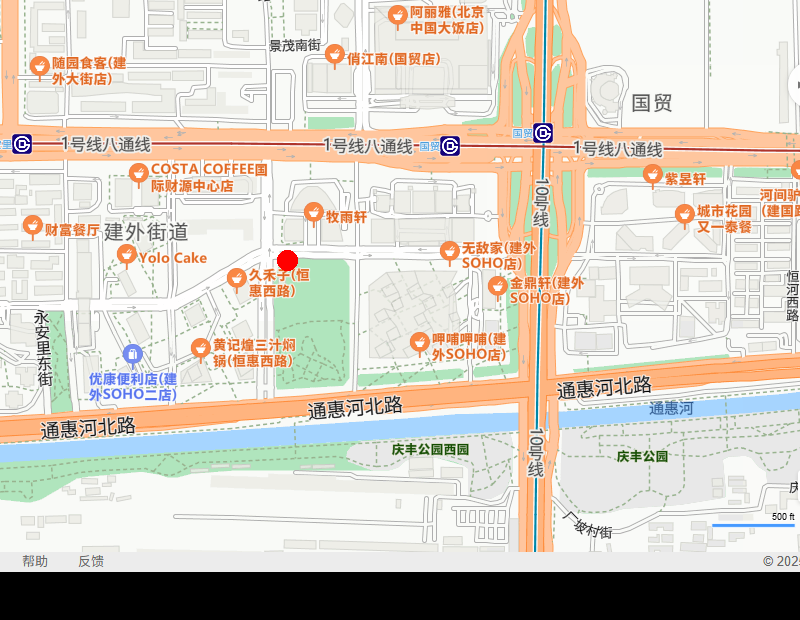 阿丽雅(北京
中国大饭店)
景茂南街
俏江南(国贸店)
随园食客(建
外大街店)
国贸
国贸
里
1号线八通线
1号线八通线
国贸
1号线八通线
COSTA COFFEE国
际财源中心店
紫昱轩
10号线
河间驴
(建国路
牧雨轩
城市花园
又一泰餐
财富餐厅
建外街道
Yolo Cake
无敌家(建外
SOHO店)
久禾子(恒
惠西路)
金鼎轩(建外
SOHO店)
恒河西路
永安里东街
黄记煌三汁焖
锅(恒惠西路)
呷哺呷哺(建
外SOHO店)
优康便利店(建
外SOHO二店)
通惠河北路
通惠河北路
通惠河北路
通惠河
10号线
庆丰公园西园
庆丰公园
庆
广坡村街
500 ft
帮助
反馈
© 202